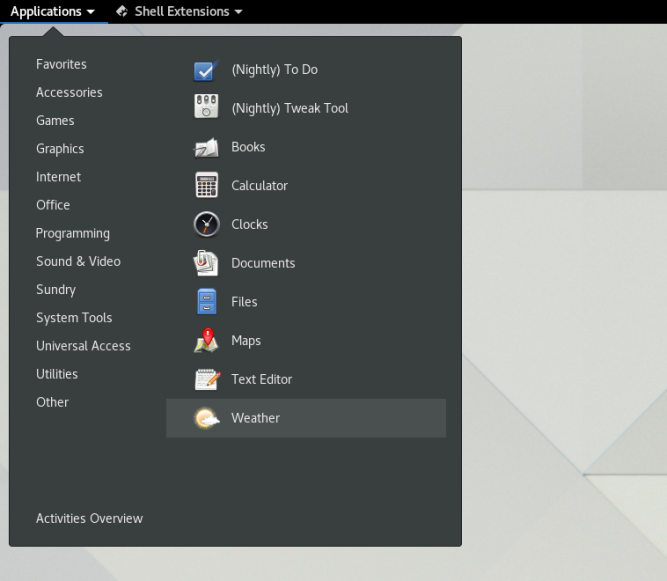 Applications
Shell Extensions
Favorites
Accessories
Games
Graphics
Internet
Office
Programming
Sound & Video
Sundry
System Tools
Universal Access
Utilities
Other
Activities Overview
(Nightly) To Do
(Nightly) Tweak Tool
Books
Calculator
Clocks
Documents
Files
Maps
Text Editor
Weather